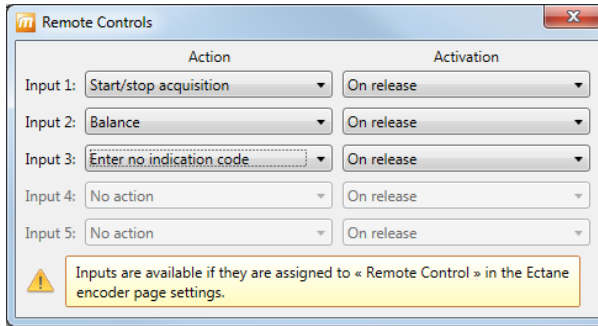 Remote Controls
Action Activation
Input 1: Start/stop acquisition On release
Input 2: Balance On release
Input 3: Enter no indication code On release
Input 4: No action On release
Input 5: No action On release
Inputs are available if they are assigned to « Remote Control » in the Ectane
encoder page settings.